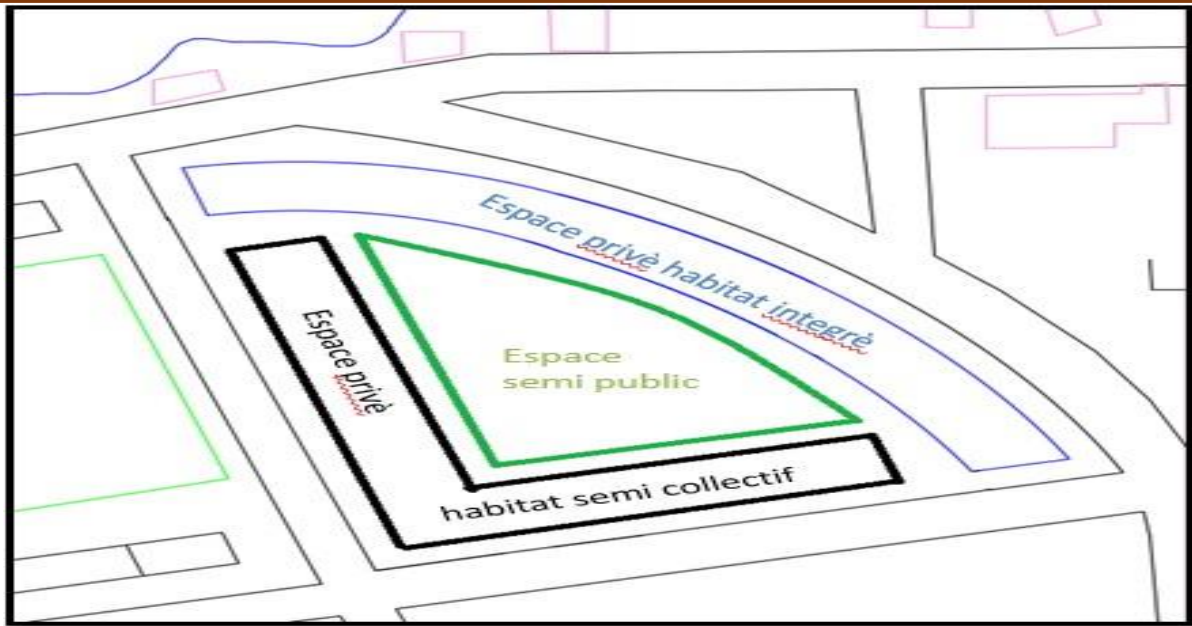 Espace privè habitat integrè
Espace privè
Espace
semi public
habitat semi collectif